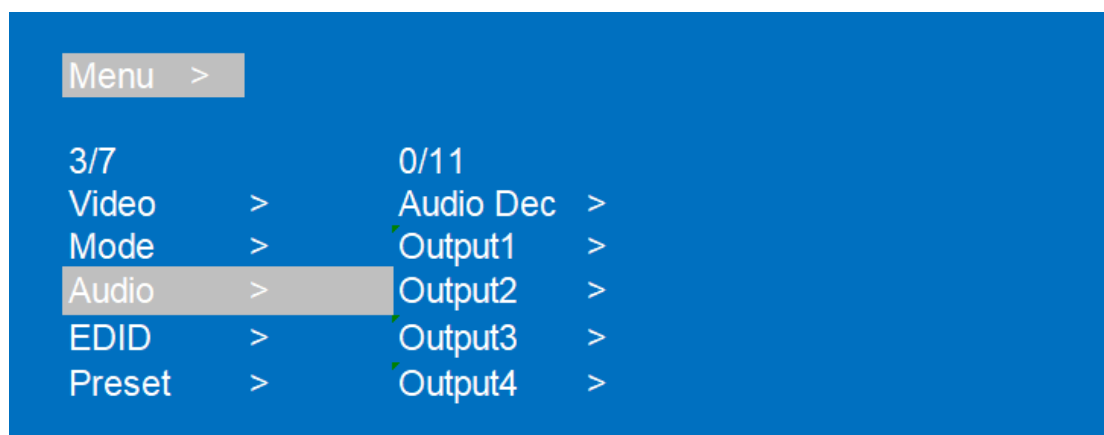 Menu >
3/7 0/11
Video > Audio Dec >
Mode > Output1 >
Audio > Output2 >
EDID > Output3 >
Preset > Output4 >